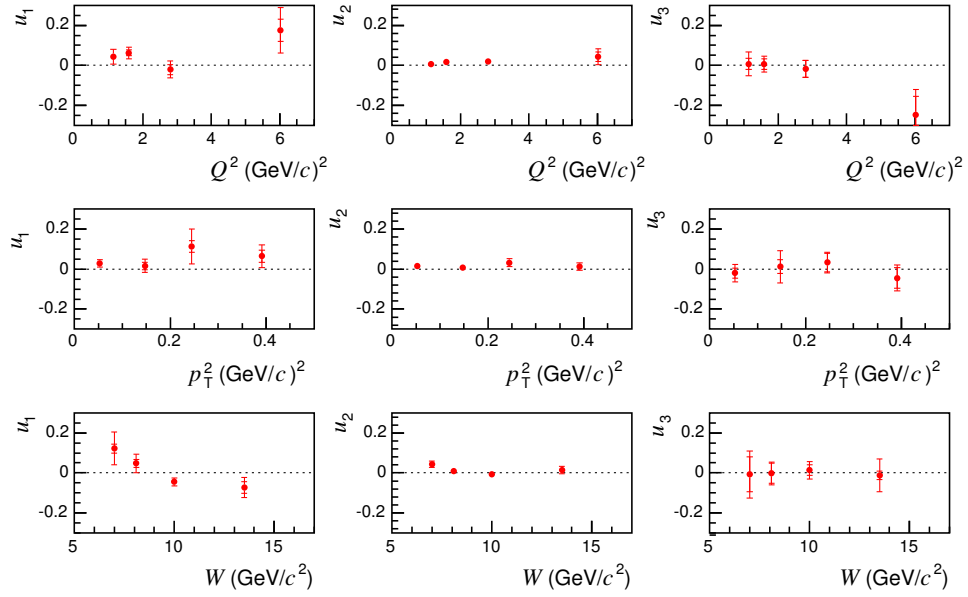 u₁ 0.2 0 -0.2 0 2 4 6 Q² (GeV/c)²
u₂ 0.2 0 -0.2 0 2 4 6 Q² (GeV/c)²
u₃ 0.2 0 -0.2 0 2 4 6 Q² (GeV/c)²
u₁ 0.2 0 -0.2 0 0.2 0.4 p_T² (GeV/c)²
u₂ 0.2 0 -0.2 0 0.2 0.4 p_T² (GeV/c)²
u₃ 0.2 0 -0.2 0 0.2 0.4 p_T² (GeV/c)²
u₁ 0.2 0 -0.2 5 10 15 W (GeV/c²)
u₂ 0.2 0 -0.2 5 10 15 W (GeV/c²)
u₃ 0.2 0 -0.2 5 10 15 W (GeV/c²)